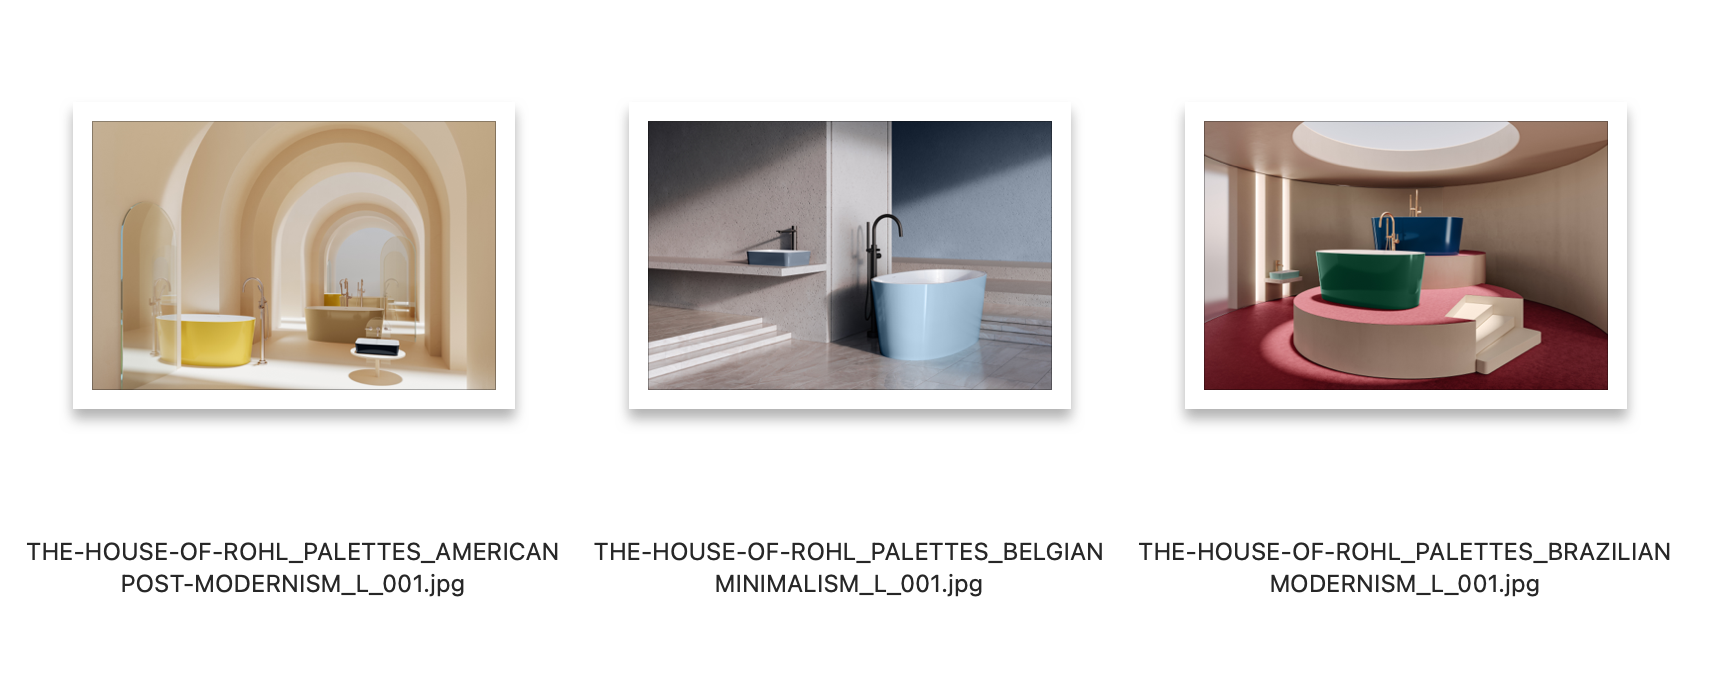 THE-HOUSE-OF-ROHL_PALETTES_AMERICAN
POST-MODERNISM_L_001.jpg
THE-HOUSE-OF-ROHL_PALETTES_BELGIAN
MINIMALISM_L_001.jpg
THE-HOUSE-OF-ROHL_PALETTES_BRAZILIAN
MODERNISM_L_001.jpg